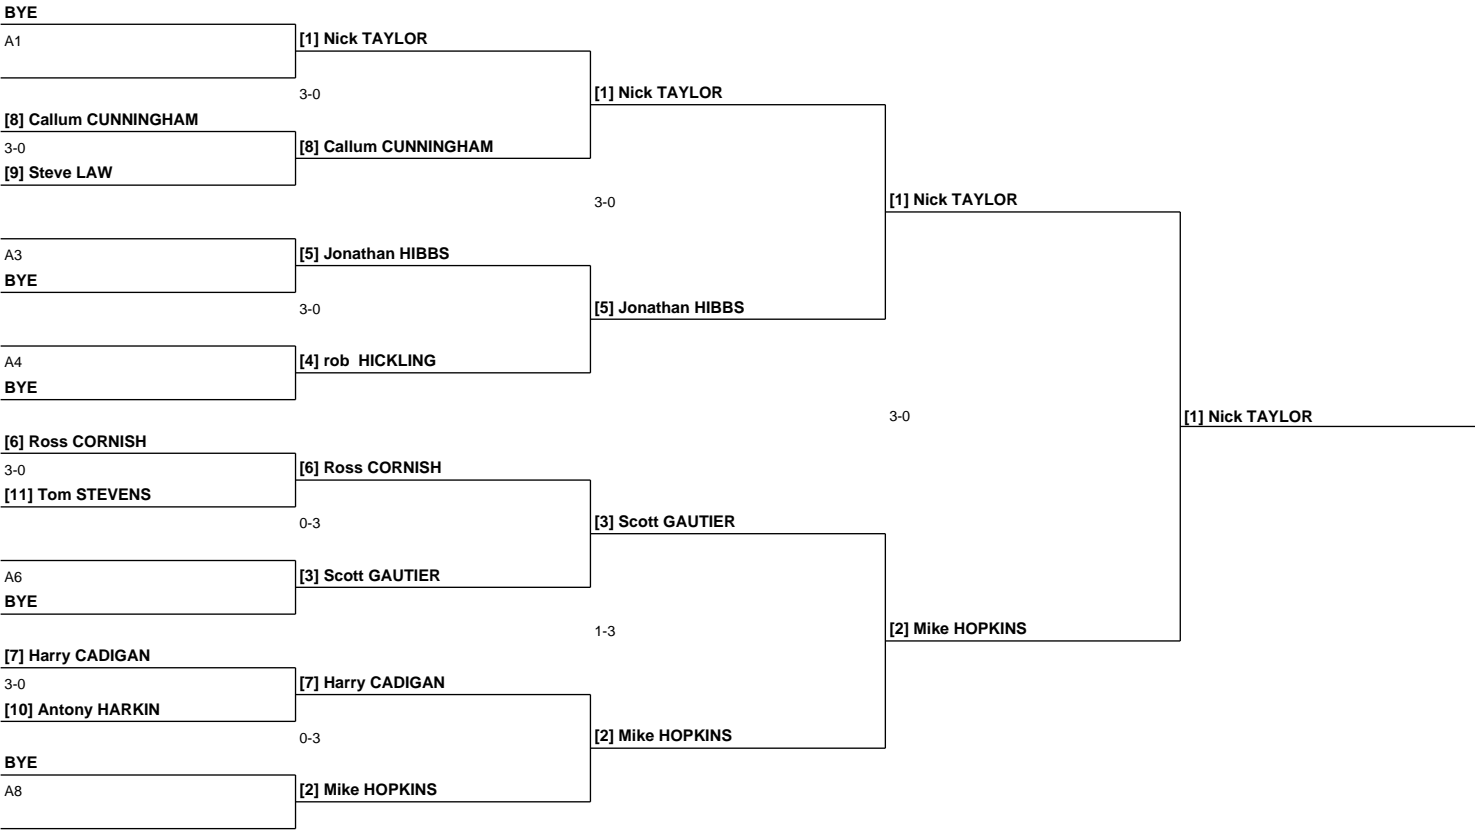 BYE
A1
[1] Nick TAYLOR
3-0
[1] Nick TAYLOR
[8] Callum CUNNINGHAM
3-0
[8] Callum CUNNINGHAM
[9] Steve LAW
3-0
[1] Nick TAYLOR
A3
[5] Jonathan HIBBS
BYE
3-0
[5] Jonathan HIBBS
A4
[4] rob  HICKLING
BYE
3-0
[1] Nick TAYLOR
[6] Ross CORNISH
3-0
[6] Ross CORNISH
[11] Tom STEVENS
0-3
[3] Scott GAUTIER
A6
[3] Scott GAUTIER
BYE
1-3
[2] Mike HOPKINS
[7] Harry CADIGAN
3-0
[7] Harry CADIGAN
[10] Antony HARKIN
0-3
[2] Mike HOPKINS
BYE
A8
[2] Mike HOPKINS